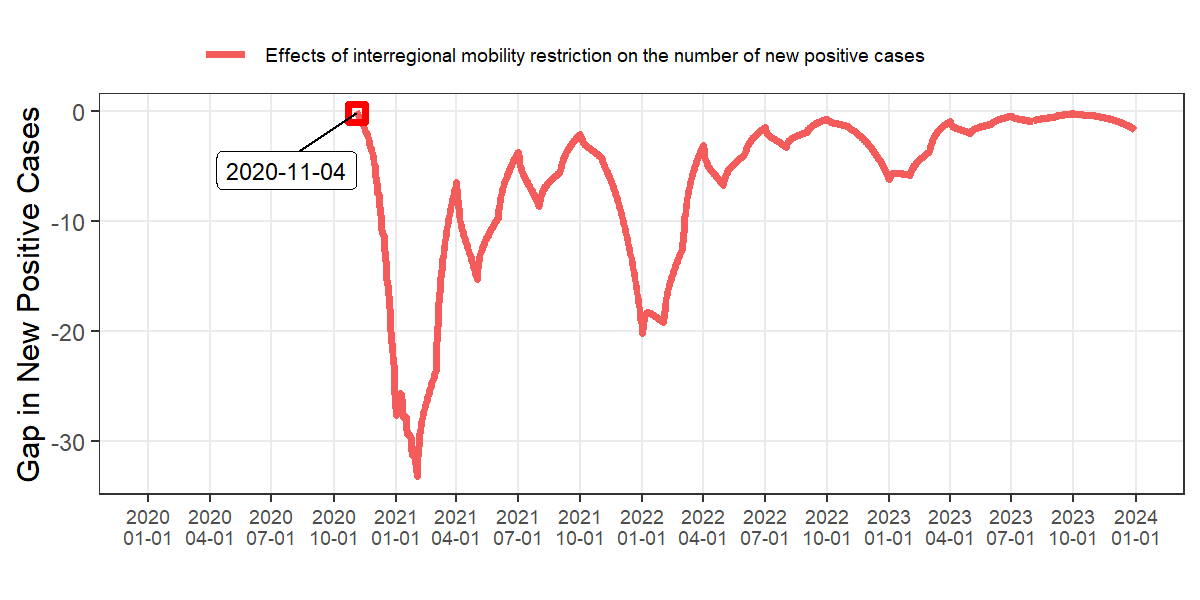 Effects of interregional mobility restriction on the number of new positive cases
Gap in New Positive Cases
0
-10
-20
-30
2020-11-04
2020 2020 2020 2020 2021 2021 2021 2021 2022 2022 2022 2022 2023 2023 2023 2023 2024
01-01 04-01 07-01 10-01 01-01 04-01 07-01 10-01 01-01 04-01 07-01 10-01 01-01 04-01 07-01 10-01 01-01